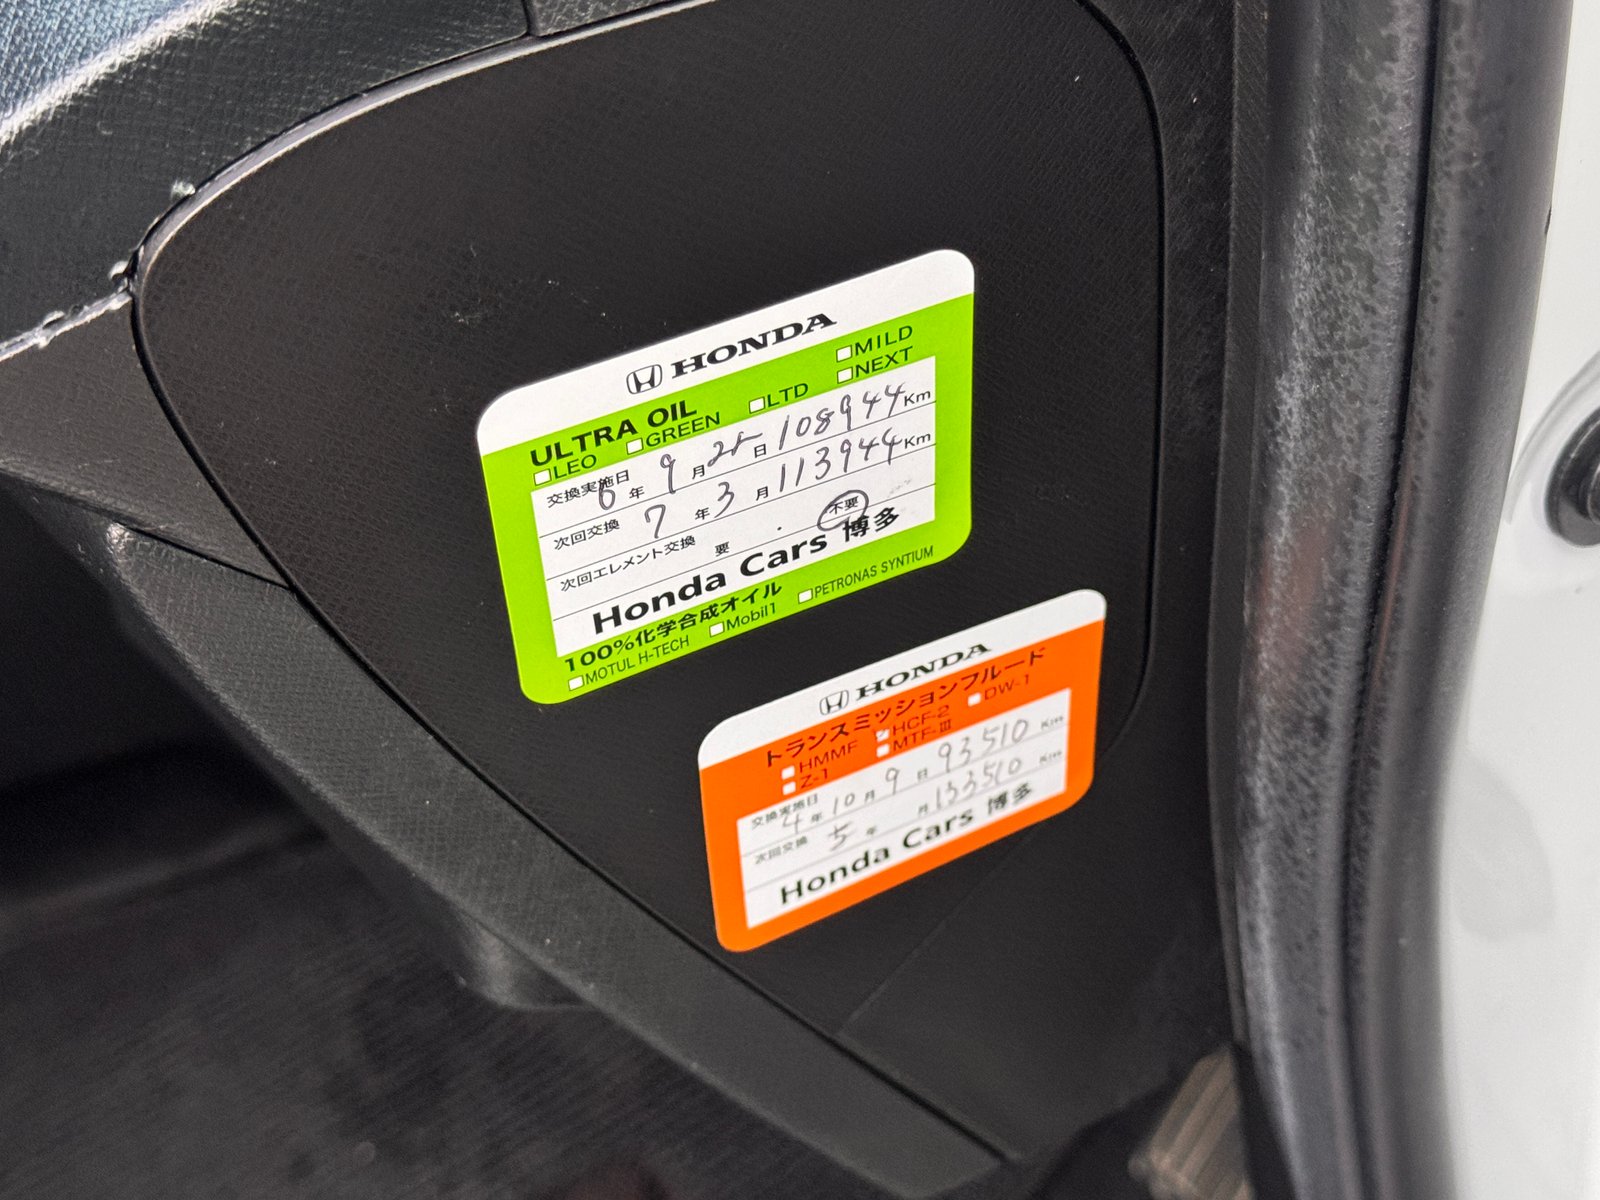 HONDA
ULTRA OIL
LEO GREEN LTD MILD NEXT
交換実施日 6年 9月 25日 108944 Km
次回交換 7年 3月 113944 Km
次回エレメント交換 要 ・ 不要
Honda Cars 博多
100%化学合成オイル
MOTUL H-TECH Mobil1 PETRONAS SYNTIUM
HONDA
トランスミッションフルード
HMMF HCF-2 DW-1
Z-1 MTF-III
交換実施日 4年 10月 9日 93510 Km
次回交換 5年 月 133510 Km
Honda Cars 博多